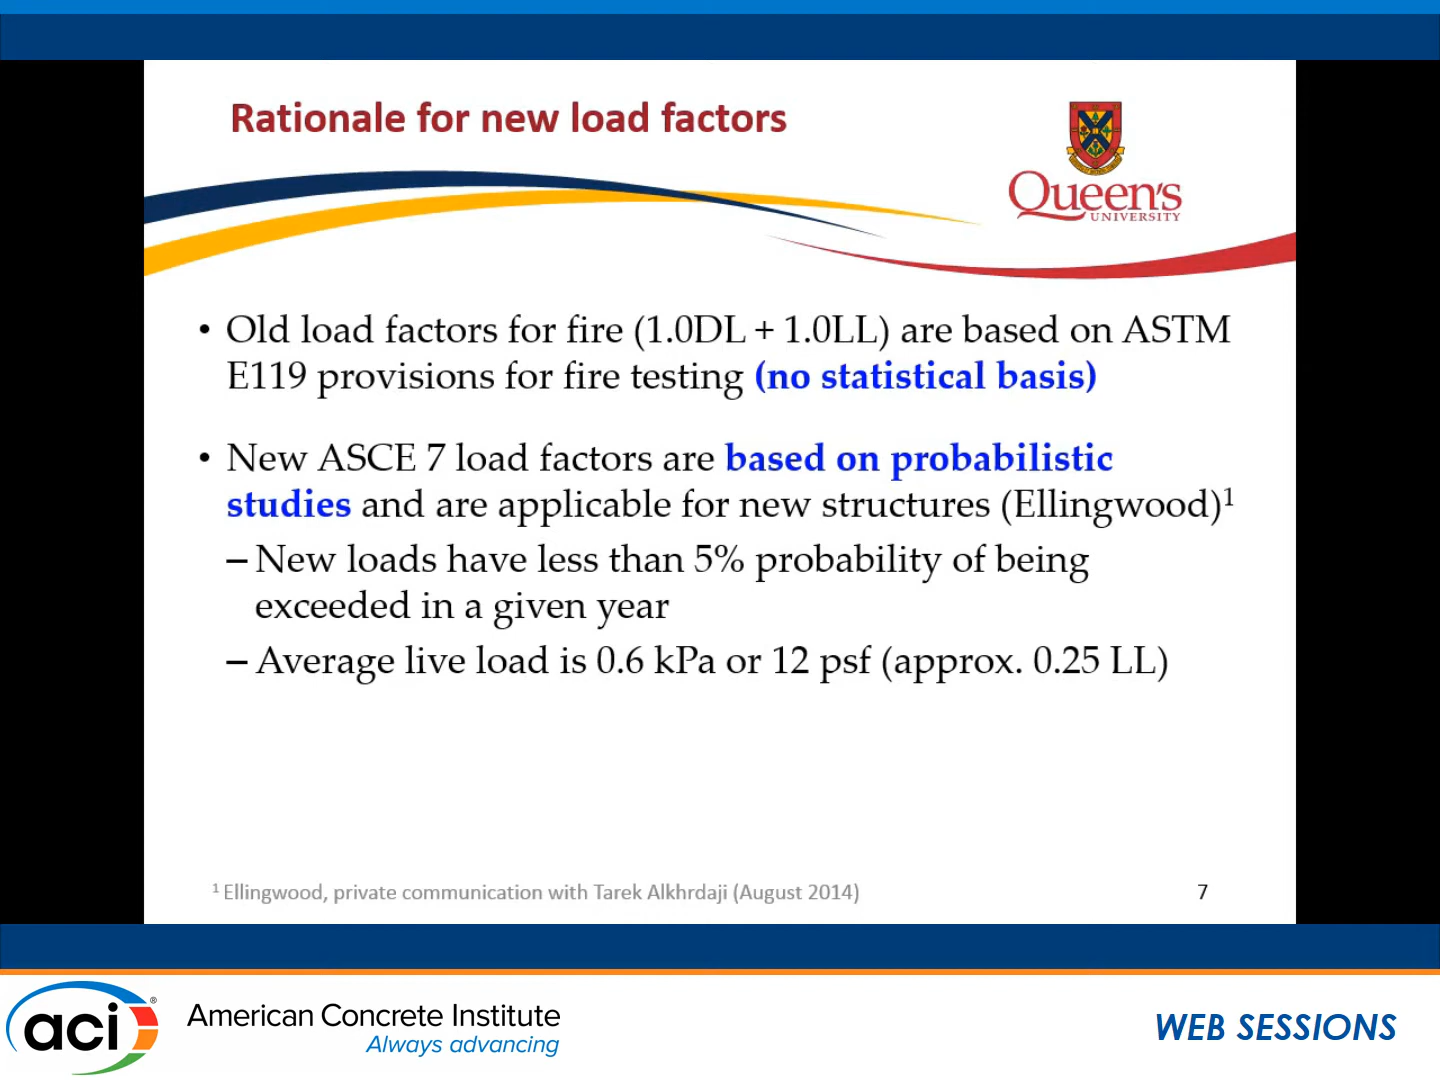 Rationale for new load factors
Queen's
UNIVERSITY
• Old load factors for fire (1.0DL + 1.0LL) are based on ASTM
E119 provisions for fire testing (no statistical basis)
• New ASCE 7 load factors are based on probabilistic
studies and are applicable for new structures (Ellingwood)¹
– New loads have less than 5% probability of being
exceeded in a given year
– Average live load is 0.6 kPa or 12 psf (approx. 0.25 LL)
¹ Ellingwood, private communication with Tarek Alkhrdaji (August 2014)
7
aci®
American Concrete Institute
Always advancing
WEB SESSIONS